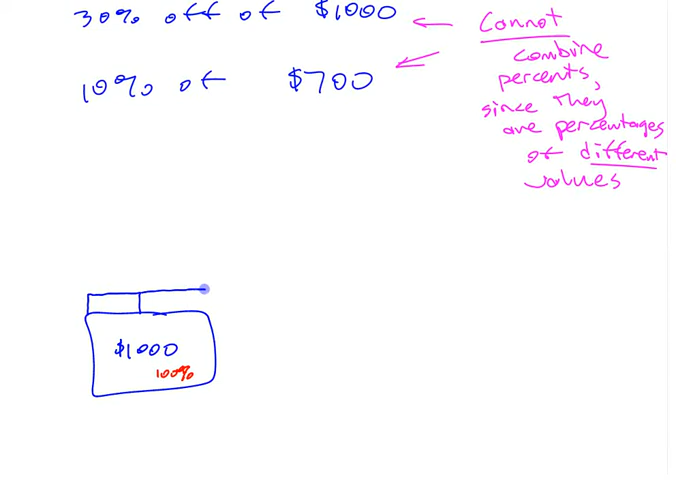 30% off of $1000
10% of $700
Cannot
combine
percents,
since they
are percentages
of different
values
$1000
100%